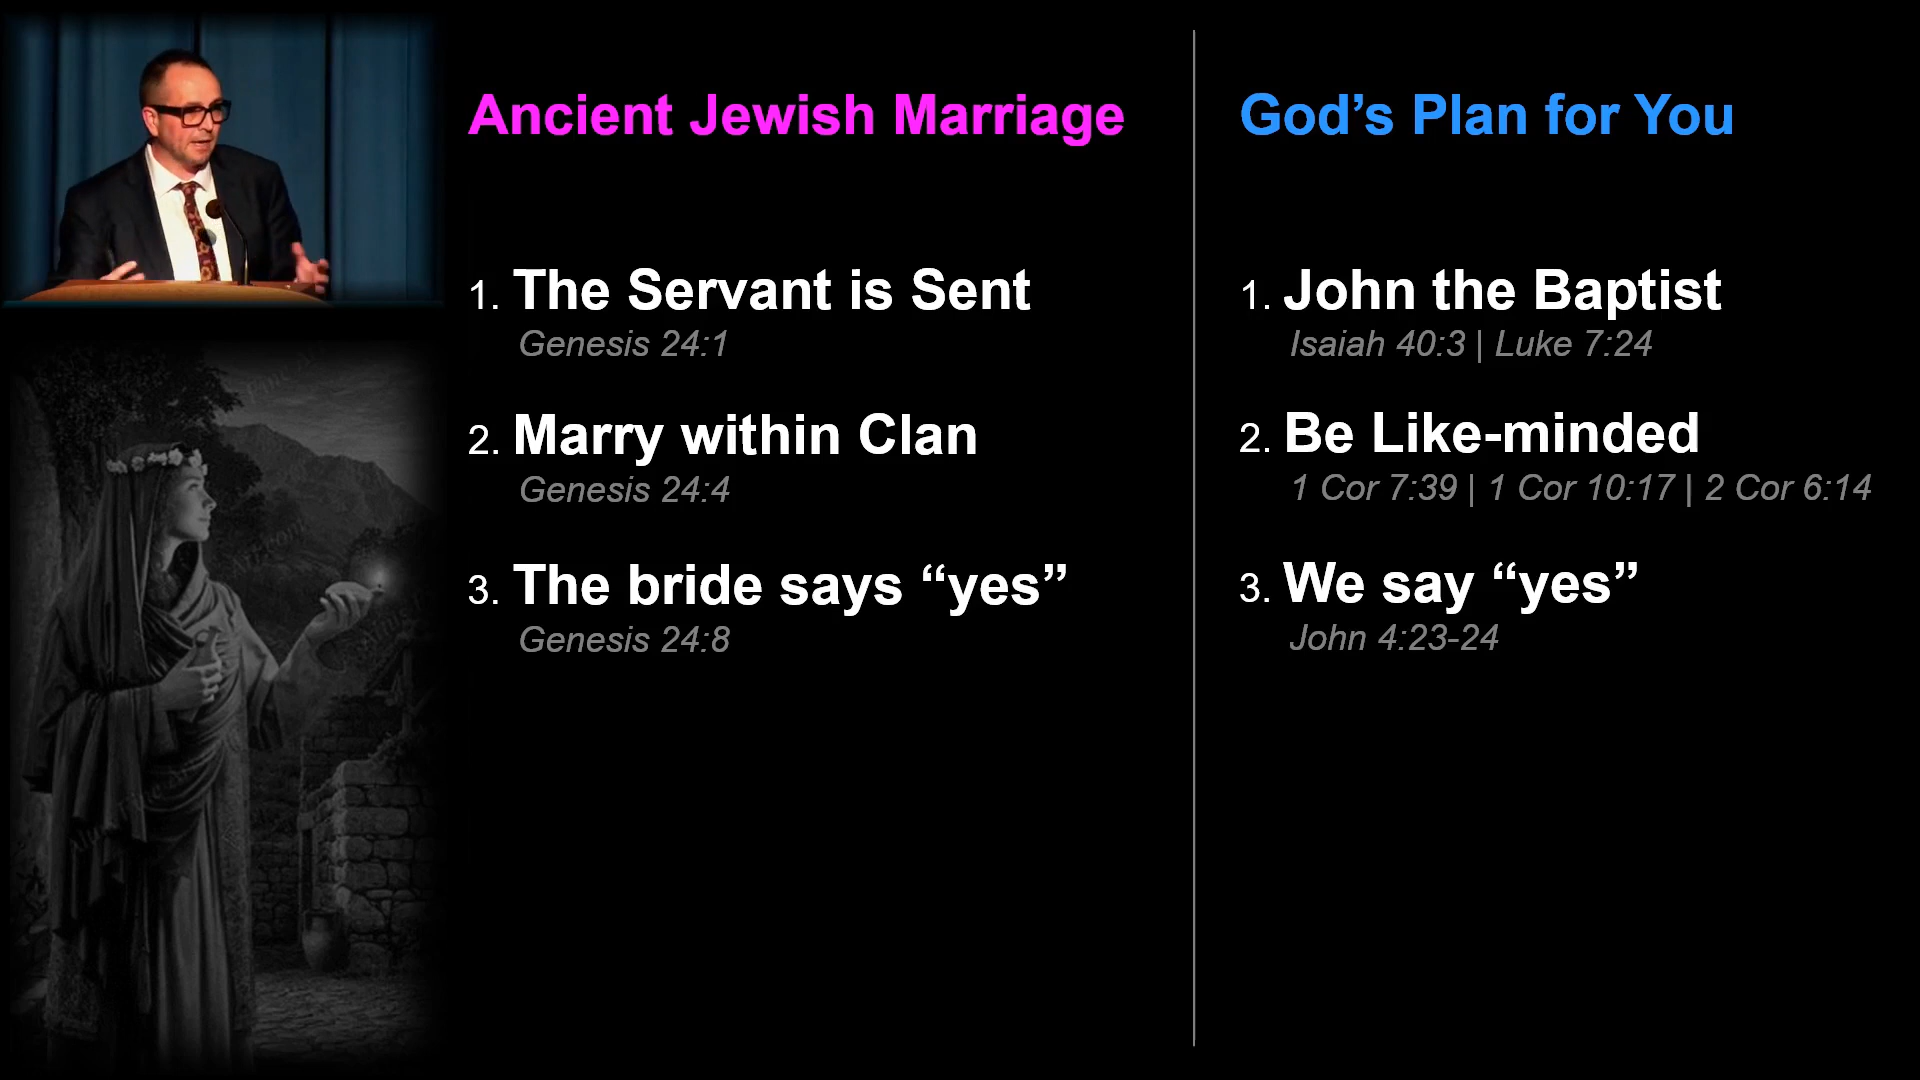 Ancient Jewish Marriage
1. The Servant is Sent
Genesis 24:1
2. Marry within Clan
Genesis 24:4
3. The bride says “yes”
Genesis 24:8
God’s Plan for You
1. John the Baptist
Isaiah 40:3 | Luke 7:24
2. Be Like-minded
1 Cor 7:39 | 1 Cor 10:17 | 2 Cor 6:14
3. We say “yes”
John 4:23-24